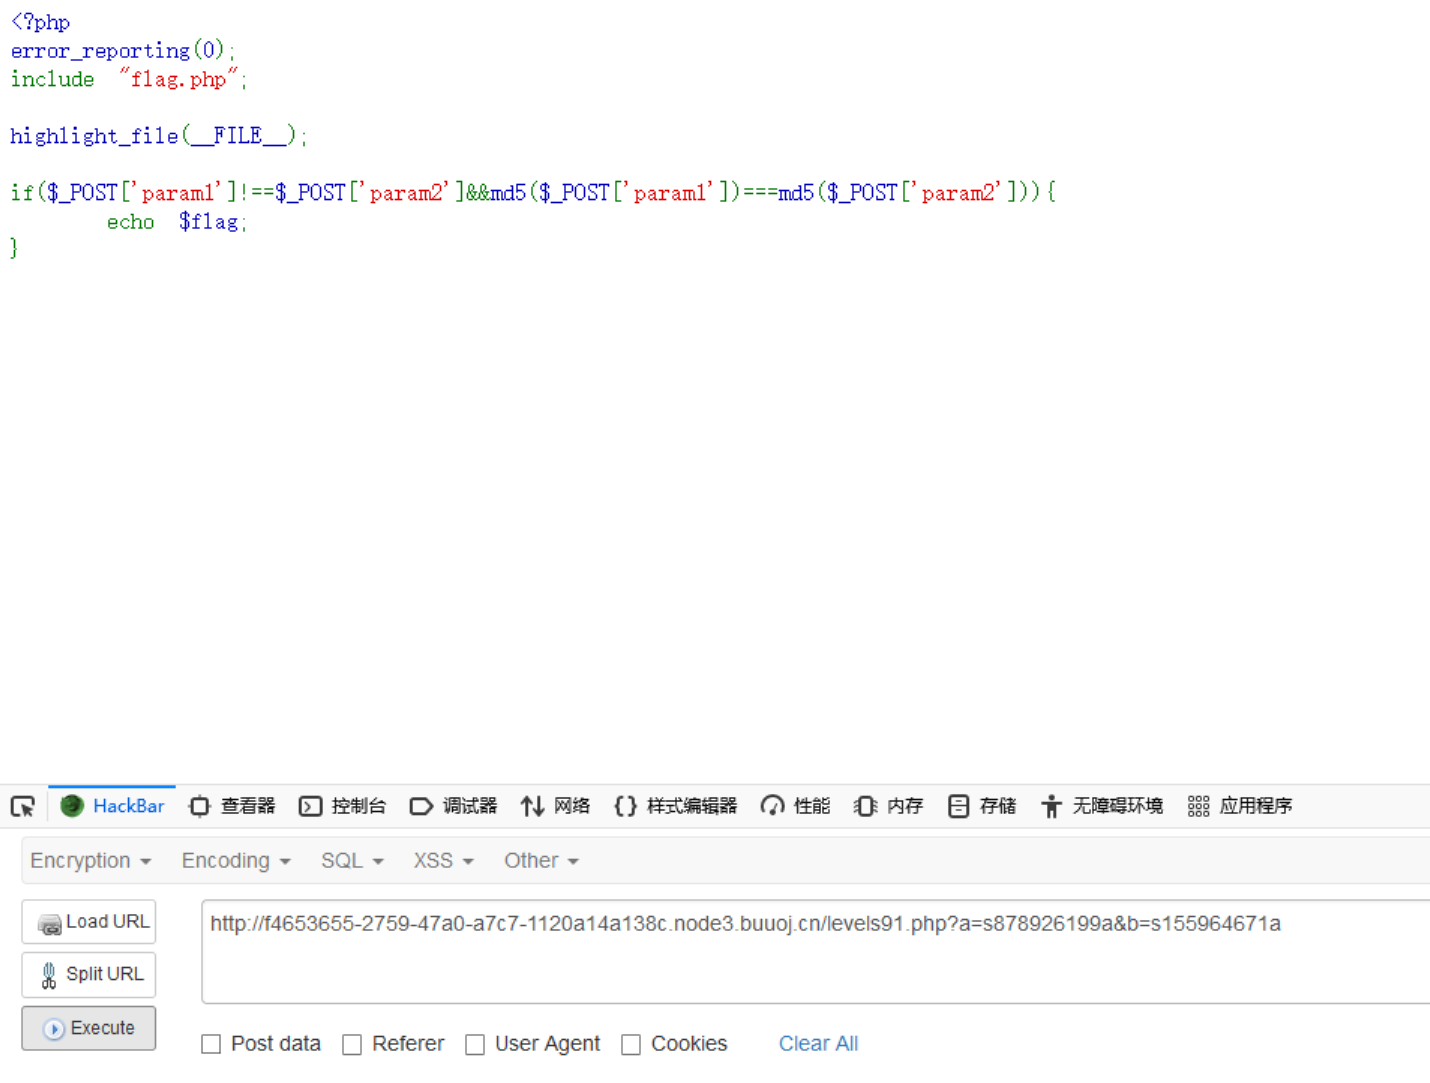 <?php
error_reporting(0);
include "flag.php";
highlight_file(__FILE__);
if($_POST['param1']!==$_POST['param2']&&md5($_POST['param1'])===md5($_POST['param2'])){
echo $flag;
}
HackBar 查看器 控制台 调试器 网络 样式编辑器 性能 内存 存储 无障碍环境 应用程序
Encryption Encoding SQL XSS Other
Load URL http://f4653655-2759-47a0-a7c7-1120a14a138c.node3.buuoj.cn/levels91.php?a=s878926199a&b=s155964671a
Split URL
Execute
Post data Referer User Agent Cookies Clear All